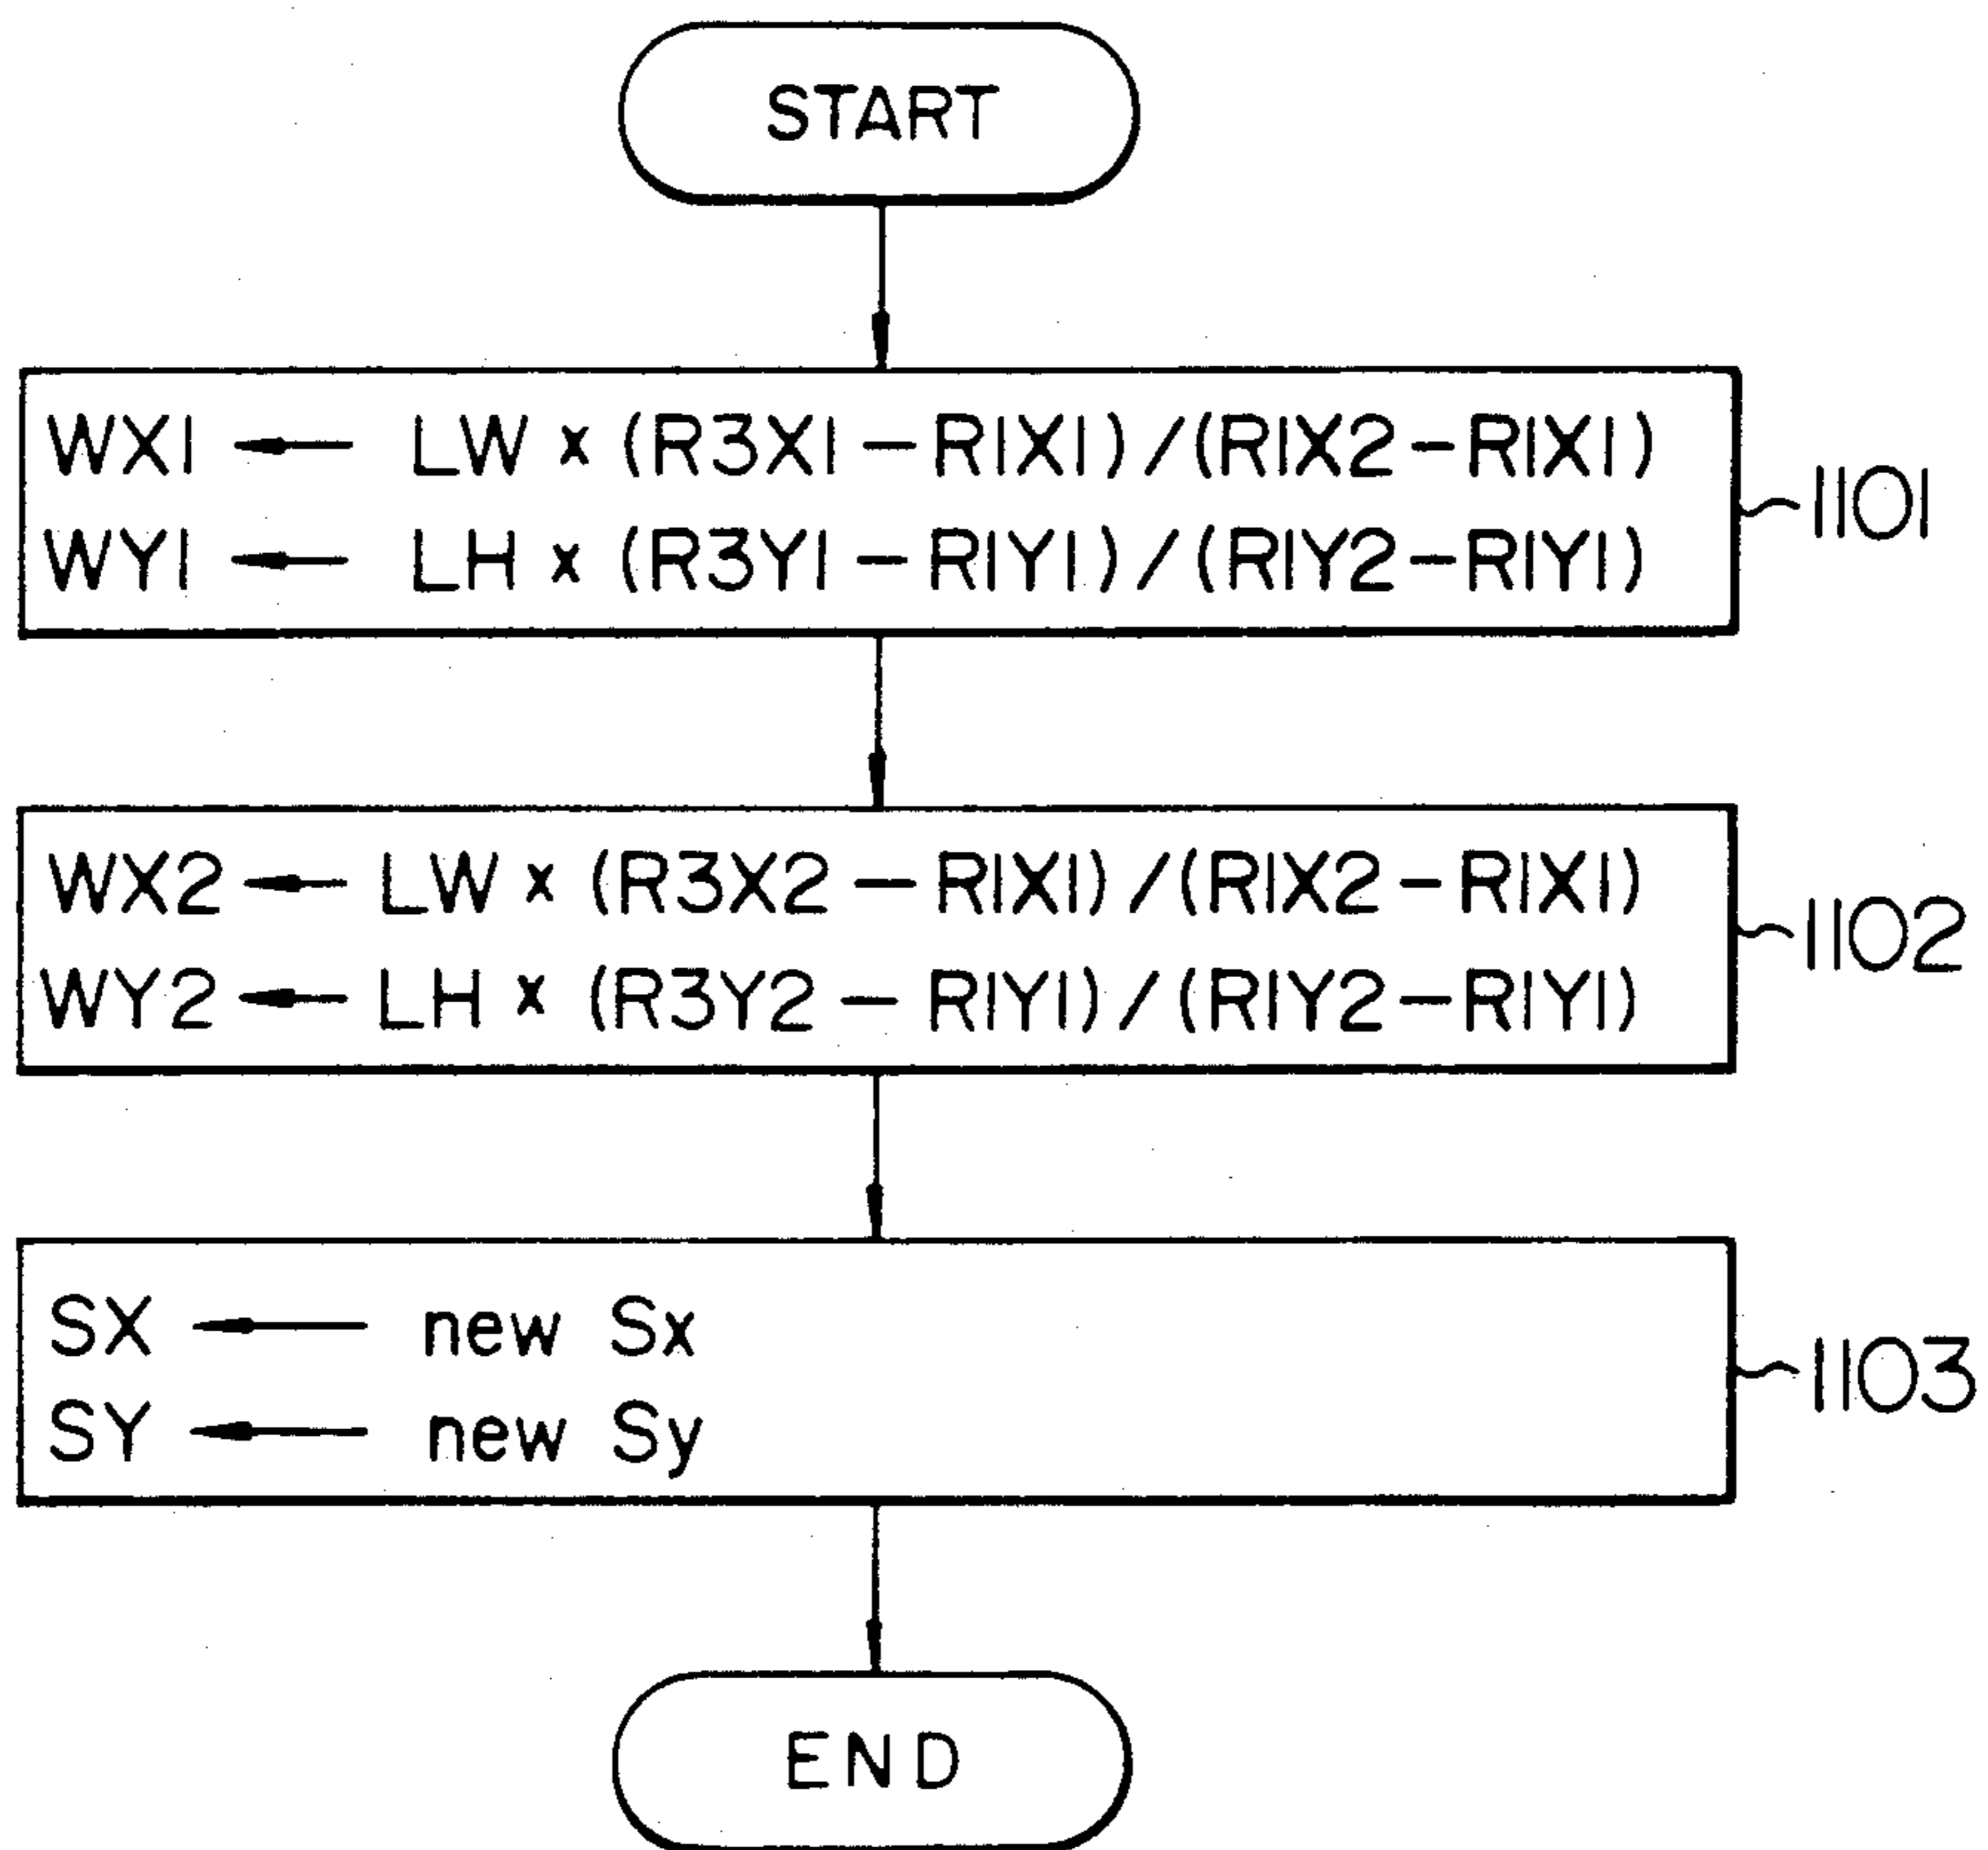 START
WX1 ← LW × (R3X1 − R1X1) / (R1X2 − R1X1)
WY1 ← LH × (R3Y1 − R1Y1) / (R1Y2 − R1Y1)
1101
WX2 ← LW × (R3X2 − R1X1) / (R1X2 − R1X1)
WY2 ← LH × (R3Y2 − R1Y1) / (R1Y2 − R1Y1)
1102
SX ← new Sx
SY ← new Sy
1103
END